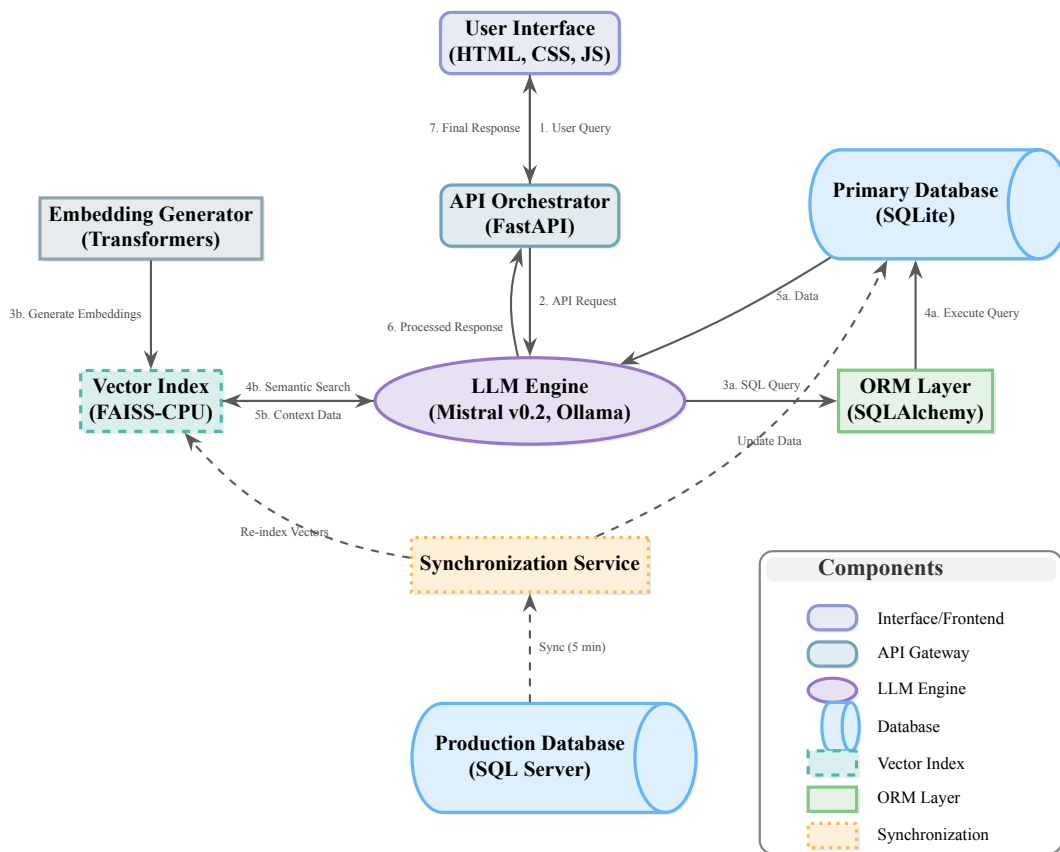 User Interface
(HTML, CSS, JS)
7. Final Response
1. User Query
Primary Database
(SQLite)
Embedding Generator
(Transformers)
API Orchestrator
(FastAPI)
3b. Generate Embeddings
2. API Request
6. Processed Response
5a. Data
4a. Execute Query
Vector Index
(FAISS-CPU)
4b. Semantic Search
5b. Context Data
LLM Engine
(Mistral v0.2, Ollama)
3a. SQL Query
ORM Layer
(SQLAlchemy)
Update Data
Re-index Vectors
Synchronization Service
Sync (5 min)
Production Database
(SQL Server)
Components
Interface/Frontend
API Gateway
LLM Engine
Database
Vector Index
ORM Layer
Synchronization